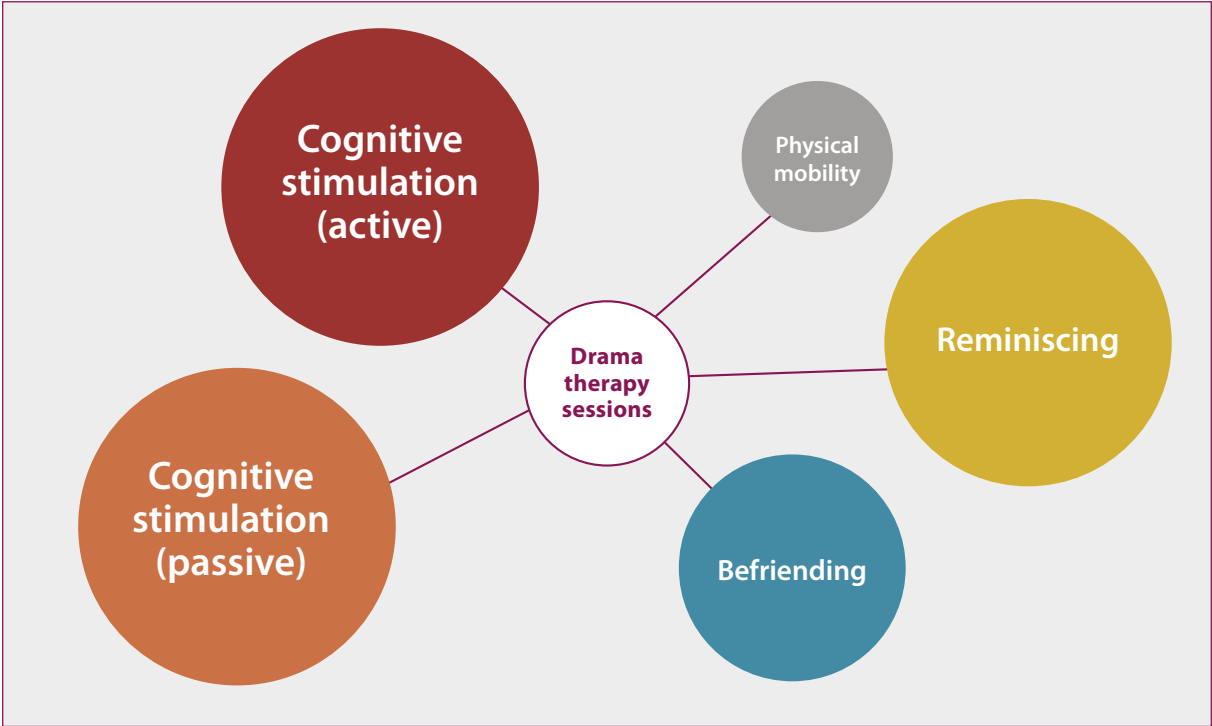 Cognitive
stimulation
(active)
Physical
mobility
Reminiscing
Drama
therapy
sessions
Cognitive
stimulation
(passive)
Befriending